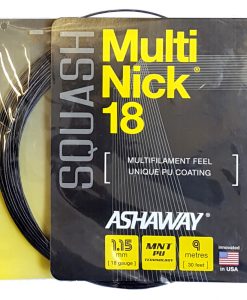 SQUASH
Multi
Nick®
18
MULTIFILAMENT FEEL
UNIQUE PU COATING
ASHAWAY®
1.15
mm
(18 gauge)
MNT
PU
TECHNOLOGY
9
metres
(30 feet)
innovated
in USA